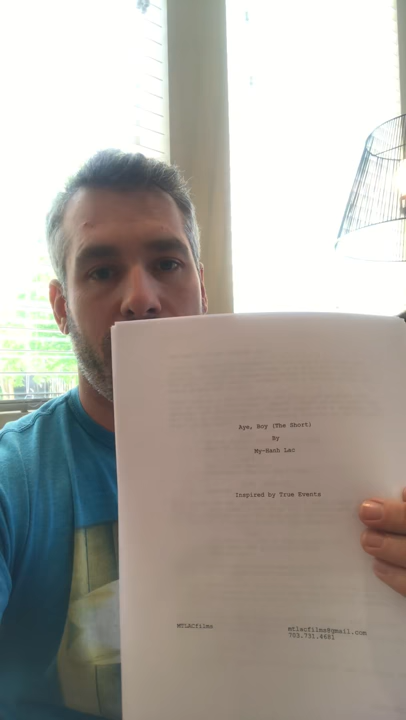 Aye, Boy (The Short)
By
My-Hanh Lac
Inspired by True Events
MTLACfilms
mtlacfilms@gmail.com
703.731.4681